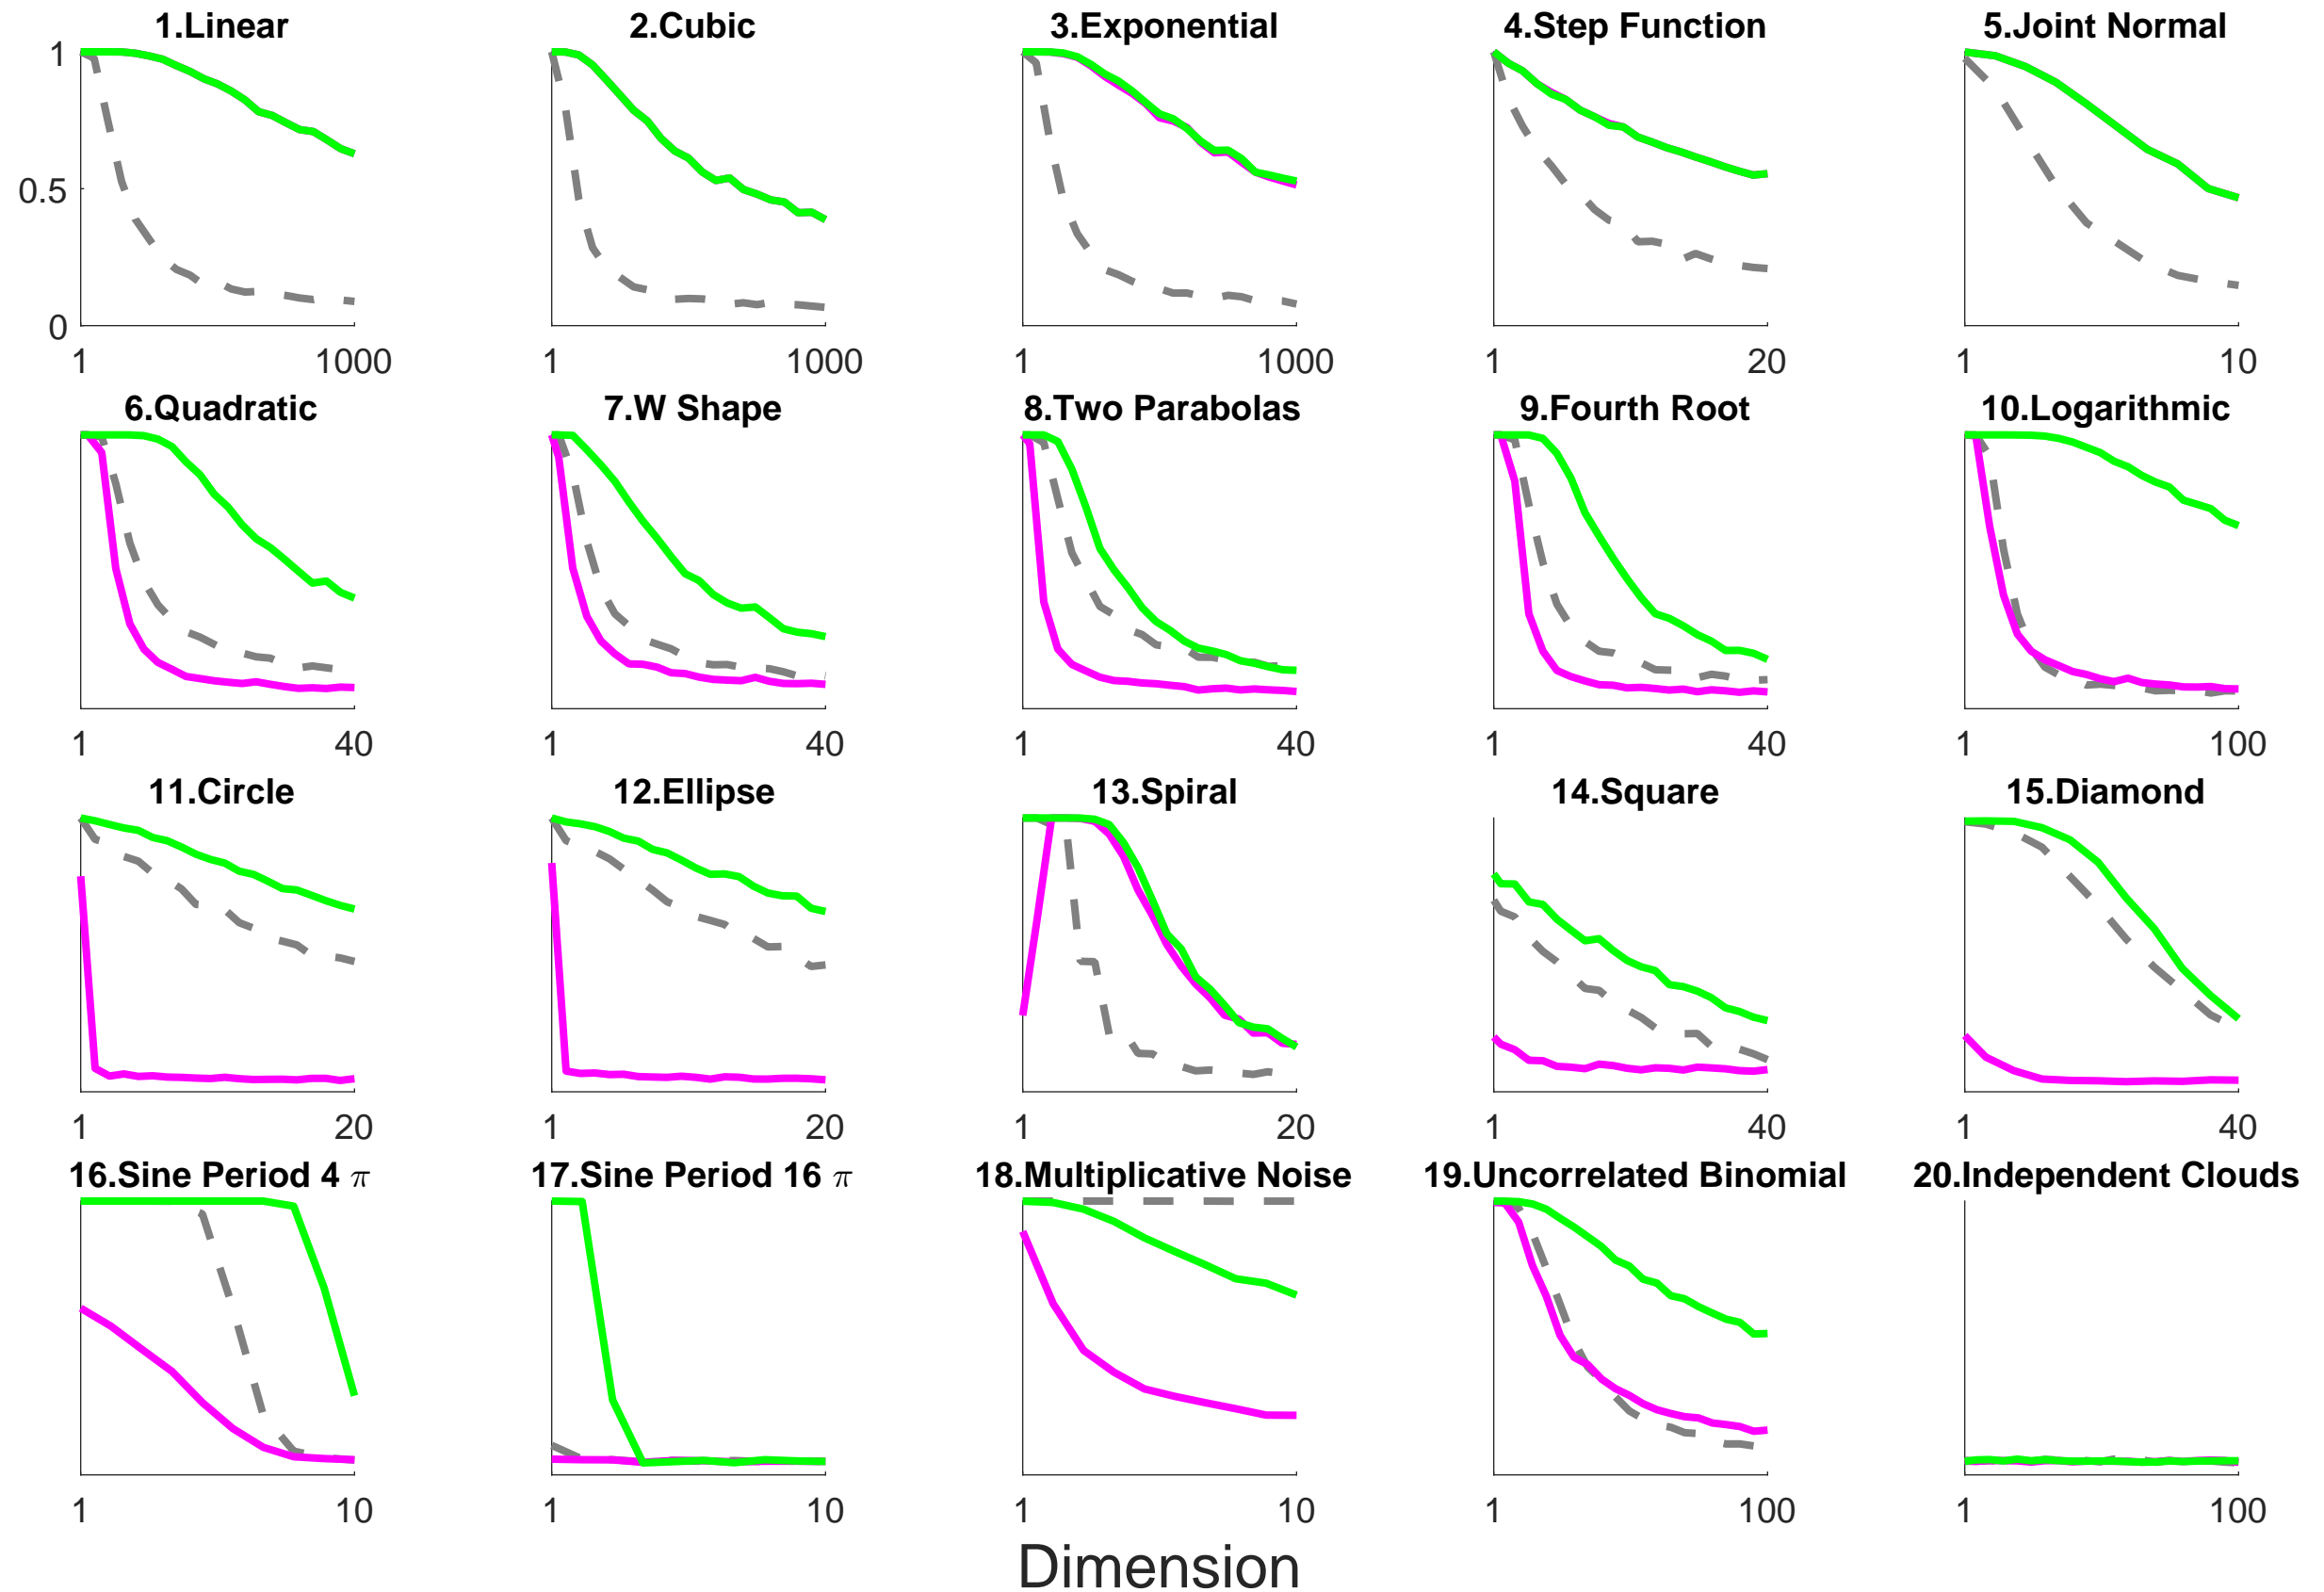 1.Linear 2.Cubic 3.Exponential 4.Step Function 5.Joint Normal
1
0.5
0
1 1000 1 1000 1 1000 1 20 1 10
6.Quadratic 7.W Shape 8.Two Parabolas 9.Fourth Root 10.Logarithmic
1 40 1 40 1 40 1 40 1 100
11.Circle 12.Ellipse 13.Spiral 14.Square 15.Diamond
1 20 1 20 1 20 1 40 1 40
16.Sine Period 4 π 17.Sine Period 16 π 18.Multiplicative Noise 19.Uncorrelated Binomial 20.Independent Clouds
1 10 1 10 1 10 1 100 1 100
Dimension